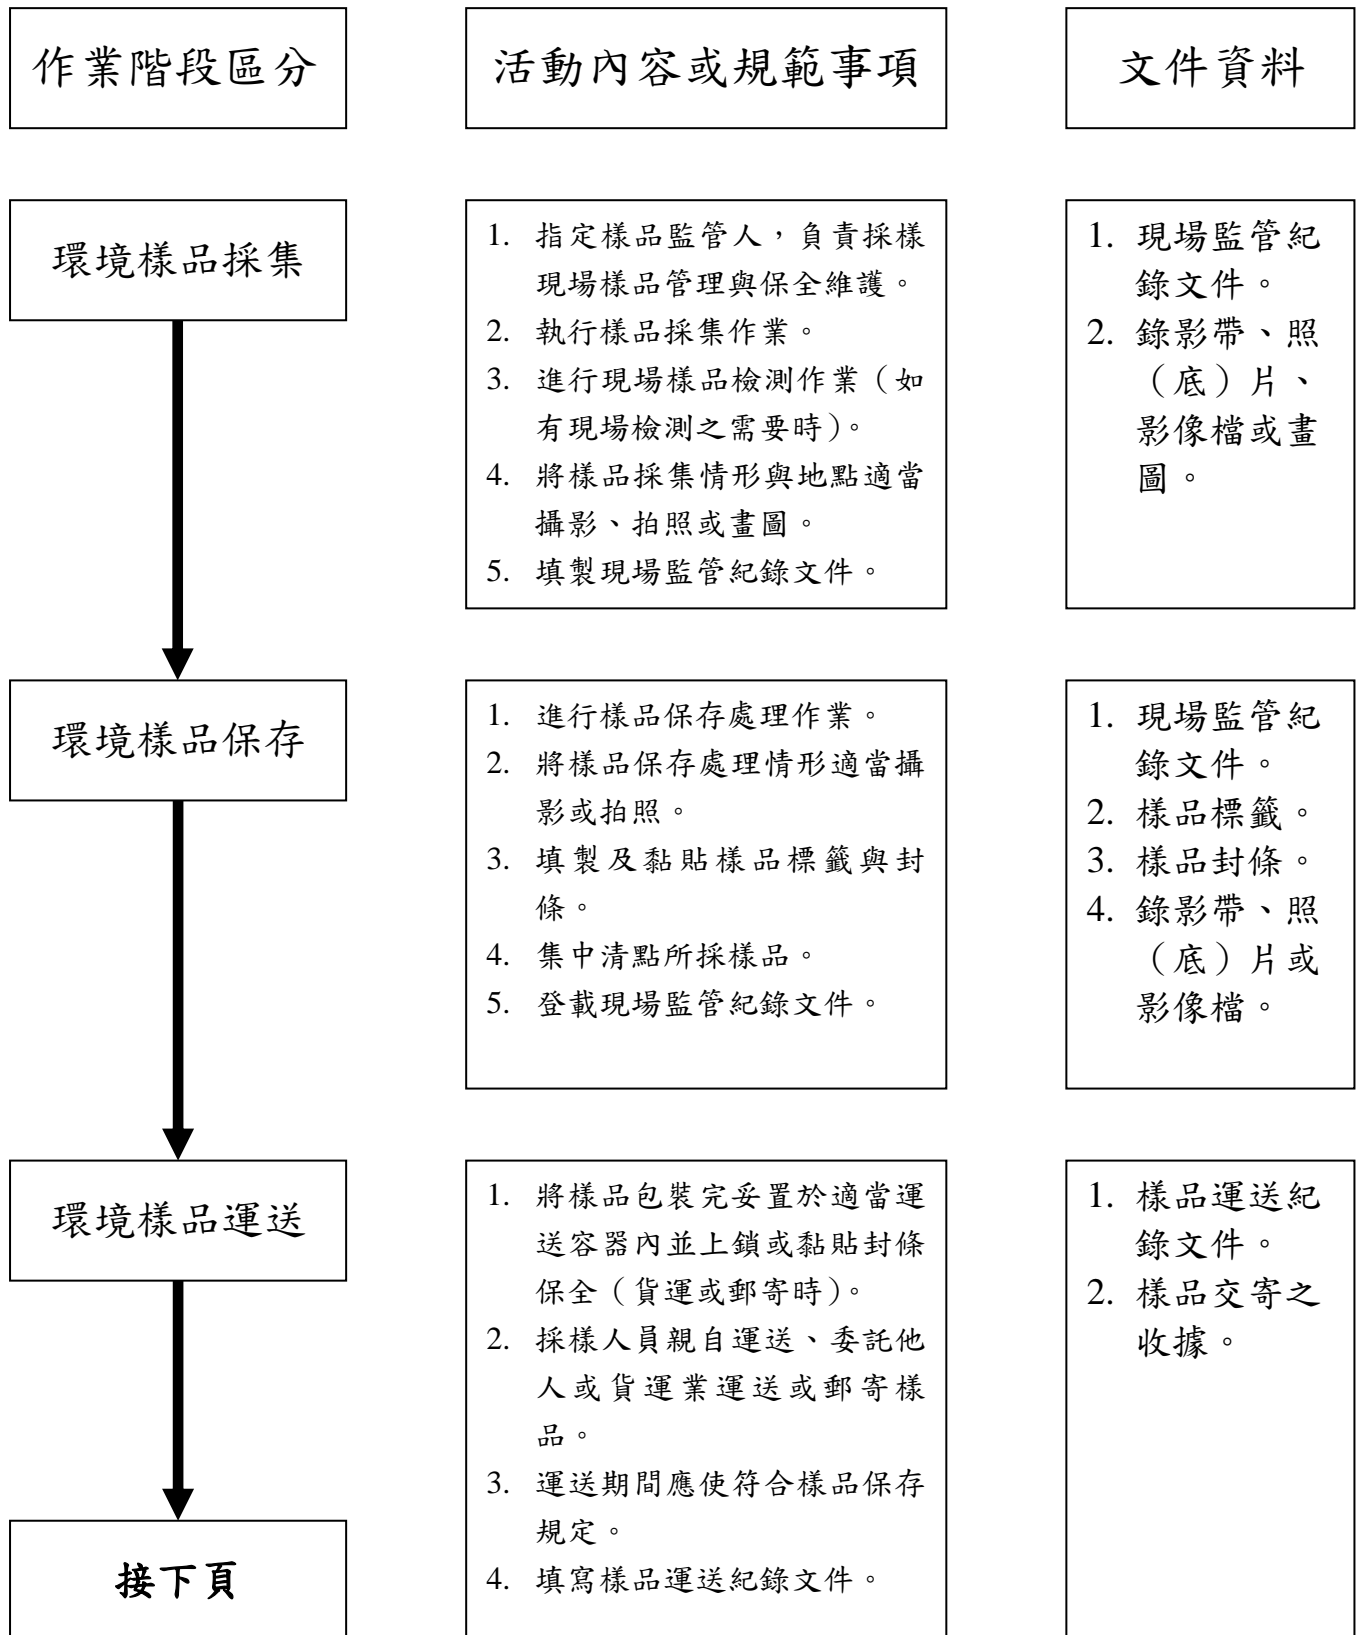 作業階段區分
活動內容或規範事項
文件資料
環境樣品採集
1. 指定樣品監管人，負責採樣
現場樣品管理與保全維護。
2. 執行樣品採集作業。
3. 進行現場樣品檢測作業（如
有現場檢測之需要時）。
4. 將樣品採集情形與地點適當
攝影、拍照或畫圖。
5. 填製現場監管紀錄文件。
1. 現場監管紀
錄文件。
2. 錄影帶、照
（底）片、
影像檔或畫
圖。
環境樣品保存
1. 進行樣品保存處理作業。
2. 將樣品保存處理情形適當攝
影或拍照。
3. 填製及黏貼樣品標籤與封
條。
4. 集中清點所採樣品。
5. 登載現場監管紀錄文件。
1. 現場監管紀
錄文件。
2. 樣品標籤。
3. 樣品封條。
4. 錄影帶、照
（底）片或
影像檔。
環境樣品運送
1. 將樣品包裝完妥置於適當運
送容器內並上鎖或黏貼封條
保全（貨運或郵寄時）。
2. 採樣人員親自運送、委託他
人或貨運業運送或郵寄樣
品。
3. 運送期間應使符合樣品保存
規定。
4. 填寫樣品運送紀錄文件。
1. 樣品運送紀
錄文件。
2. 樣品交寄之
收據。
接下頁